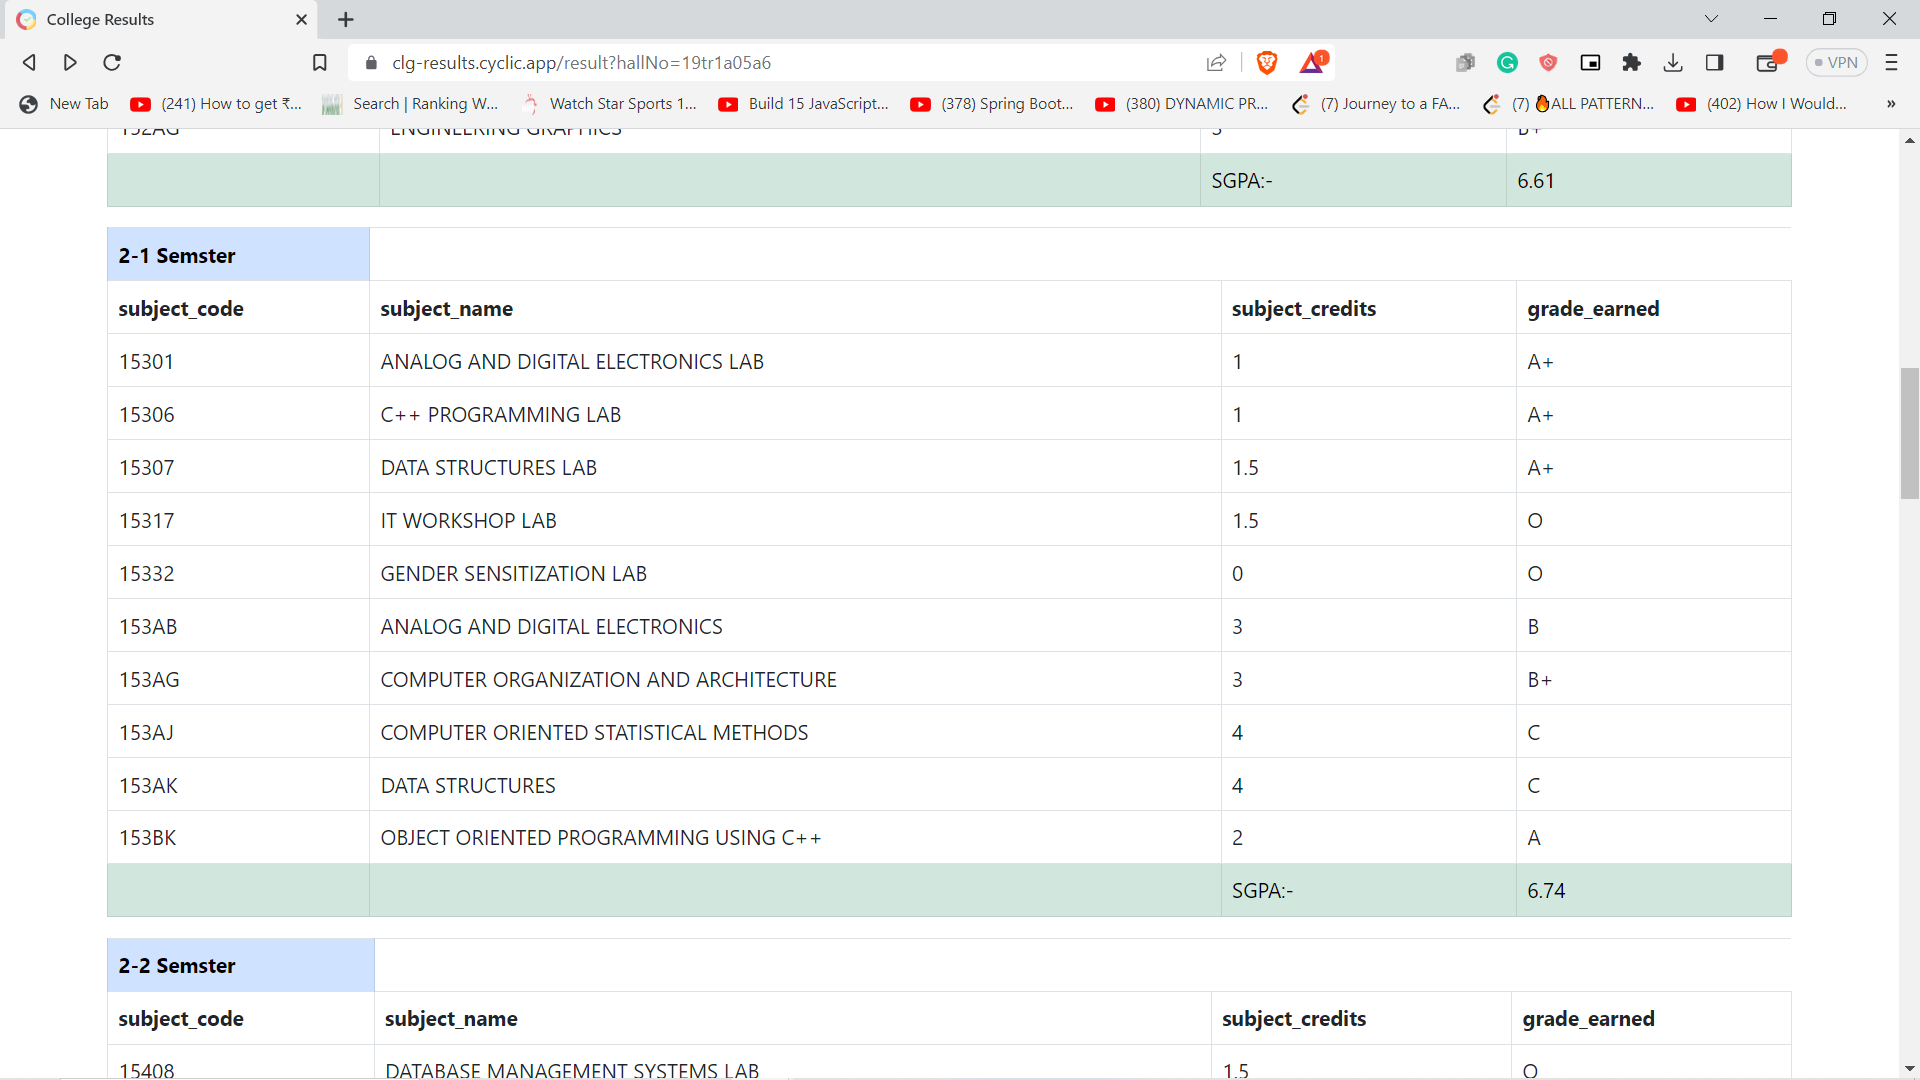 College Results
clg-results.cyclic.app/result?hallNo=19tr1a05a6
1
VPN
New Tab
(241) How to get ₹...
Search | Ranking W...
Watch Star Sports 1...
Build 15 JavaScript...
(378) Spring Boot...
(380) DYNAMIC PR...
(7) Journey to a FA...
(7) 🔥ALL PATTERN...
(402) How I Would...
»
152AG ENGINEERING GRAPHICS 3 B+
SGPA:- 6.61
2-1 Semster
subject_code subject_name subject_credits grade_earned
15301 ANALOG AND DIGITAL ELECTRONICS LAB 1 A+
15306 C++ PROGRAMMING LAB 1 A+
15307 DATA STRUCTURES LAB 1.5 A+
15317 IT WORKSHOP LAB 1.5 O
15332 GENDER SENSITIZATION LAB 0 O
153AB ANALOG AND DIGITAL ELECTRONICS 3 B
153AG COMPUTER ORGANIZATION AND ARCHITECTURE 3 B+
153AJ COMPUTER ORIENTED STATISTICAL METHODS 4 C
153AK DATA STRUCTURES 4 C
153BK OBJECT ORIENTED PROGRAMMING USING C++ 2 A
SGPA:- 6.74
2-2 Semster
subject_code subject_name subject_credits grade_earned
15408 DATABASE MANAGEMENT SYSTEMS LAB 1.5 O